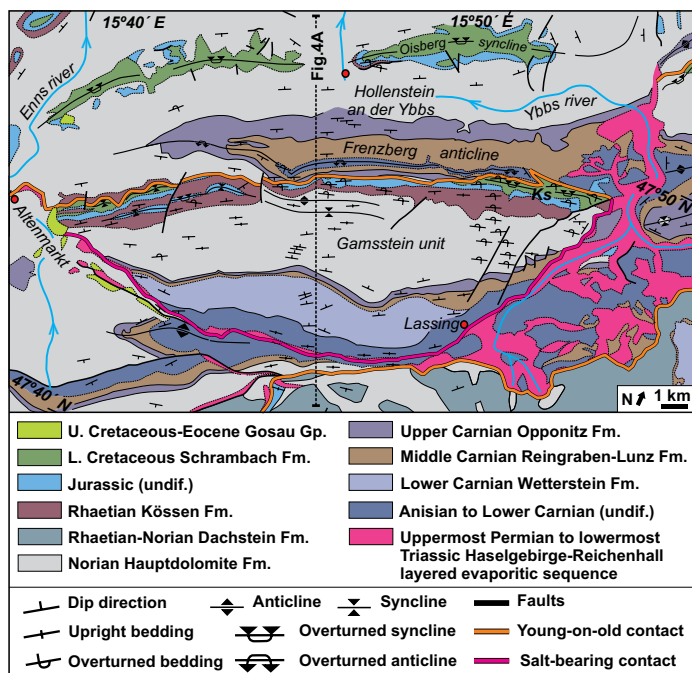 15º40´ E
15º50´ E
Fig.4A
Oisberg syncline
Enns river
Hollenstein
an der Ybbs
Ybbs river
Frenzberg anticline
Ks
47º50´ N
Altenmarkt
Gamsstein unit
Lassing
47º40´ N
N
1 km
U. Cretaceous-Eocene Gosau Gp.
L. Cretaceous Schrambach Fm.
Jurassic (undif.)
Rhaetian Kössen Fm.
Rhaetian-Norian Dachstein Fm.
Norian Hauptdolomite Fm.
Upper Carnian Opponitz Fm.
Middle Carnian Reingraben-Lunz Fm.
Lower Carnian Wetterstein Fm.
Anisian to Lower Carnian (undif.)
Uppermost Permian to lowermost
Triassic Haselgebirge-Reichenhall
layered evaporitic sequence
Dip direction
Anticline
Syncline
Faults
Upright bedding
Overturned syncline
Young-on-old contact
Overturned bedding
Overturned anticline
Salt-bearing contact